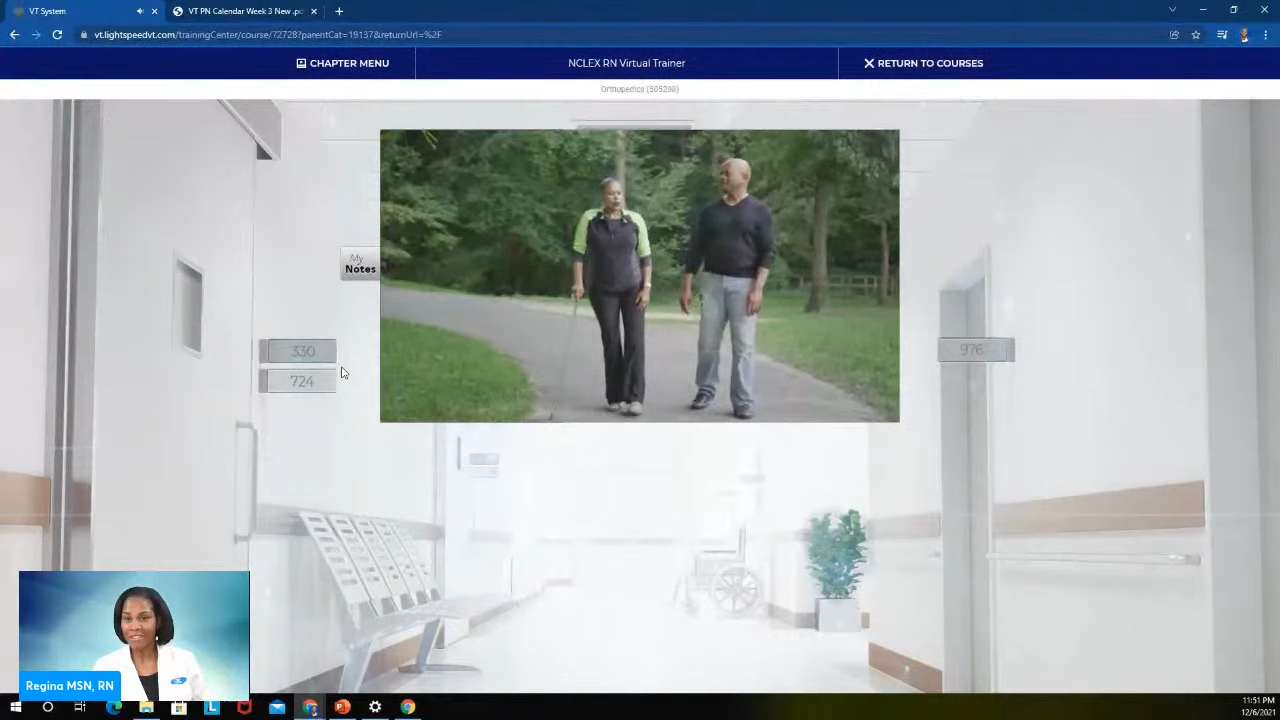 VT System
VT PN Calendar Week 3 New .pd
vt.lightspeedvt.com/trainingCenter/course/72728?parentCat=19137&returnUrl=%2F
CHAPTER MENU
NCLEX RN Virtual Trainer
RETURN TO COURSES
Orthopedics (505298)
My
Notes
330
724
976
Regina MSN, RN
11:51 PM
12/6/2021